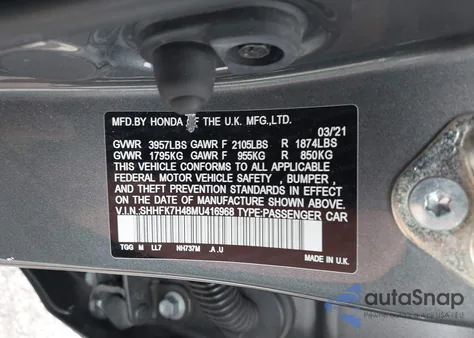 MFD.BY HONDA OF THE U.K. MFG.,LTD.
03/21
GVWR 3957LBS GAWR F 2105LBS R 1874LBS
GVWR 1795KG GAWR F 955KG R 850KG
THIS VEHICLE CONFORMS TO ALL APPLICABLE
FEDERAL MOTOR VEHICLE SAFETY , BUMPER ,
AND THEFT PREVENTION STANDARDS IN EFFECT
ON THE DATE OF MANUFACTURE SHOWN ABOVE.
V.I.N.:SHHFK7H48MU416968 TYPE:PASSENGER CAR
TGG M LL7 NH737M .A .U
MADE IN U.K.
autoSnap